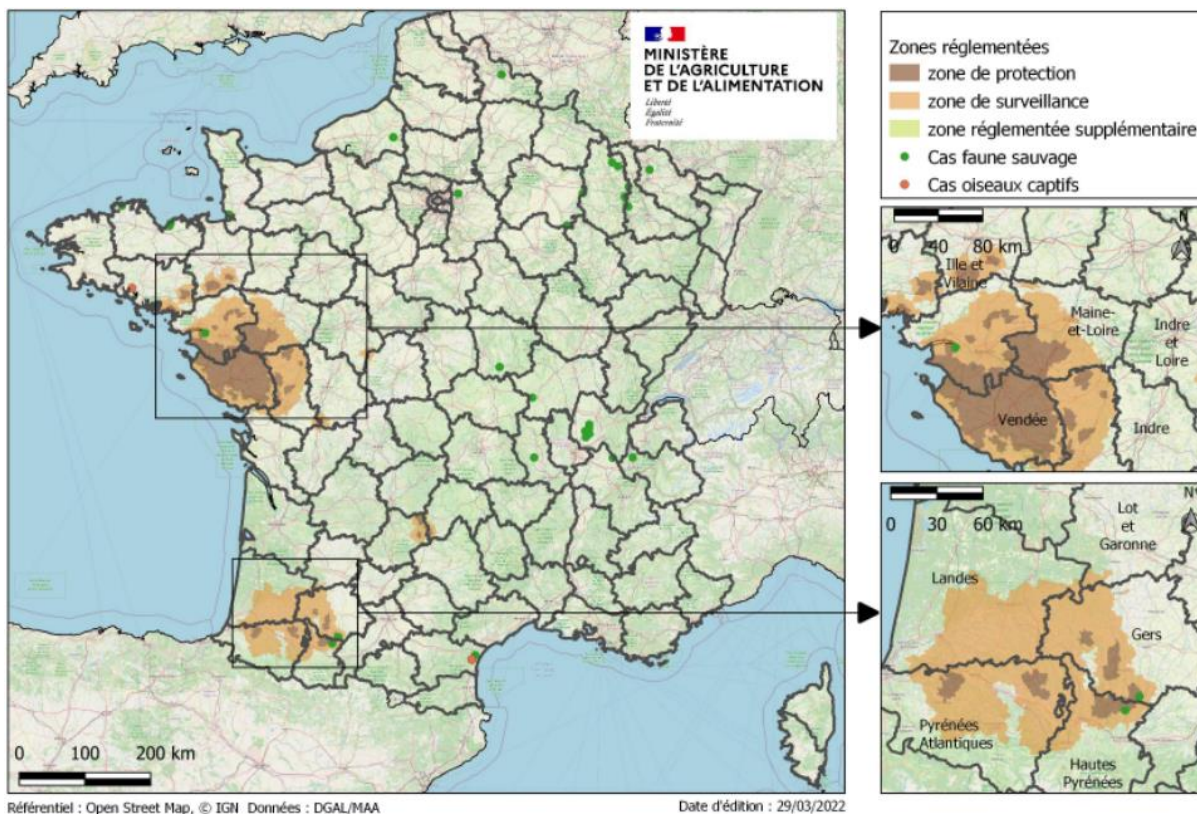 MINISTÈRE
DE L'AGRICULTURE
ET DE L'ALIMENTATION
Liberté
Égalité
Fraternité
Zones réglementées
zone de protection
zone de surveillance
zone réglementée supplémentaire
Cas faune sauvage
Cas oiseaux captifs
0 40 80 km
N
Ille et
Vilaine
Maine-
et-Loire
Indre
et
Loire
Vendée
Indre
0 30 60 km
N
Lot
et
Garonne
Landes
Gers
Pyrénées
Atlantiques
Hautes
Pyrénées
0 100 200 km
Référentiel : Open Street Map, © IGN Données : DGAL/MAA
Date d'édition : 29/03/2022